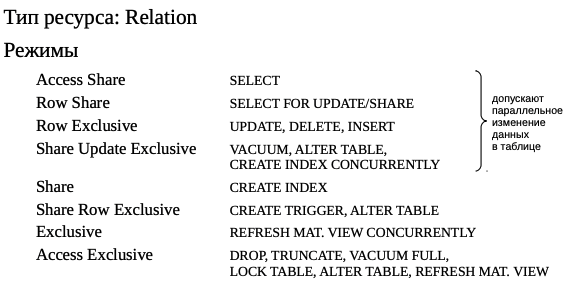 Тип ресурса: Relation
Режимы
Access Share SELECT
Row Share SELECT FOR UPDATE/SHARE
Row Exclusive UPDATE, DELETE, INSERT
Share Update Exclusive VACUUM, ALTER TABLE,
CREATE INDEX CONCURRENTLY
допускают
параллельное
изменение
данных
в таблице
Share CREATE INDEX
Share Row Exclusive CREATE TRIGGER, ALTER TABLE
Exclusive REFRESH MAT. VIEW CONCURRENTLY
Access Exclusive DROP, TRUNCATE, VACUUM FULL,
LOCK TABLE, ALTER TABLE, REFRESH MAT. VIEW